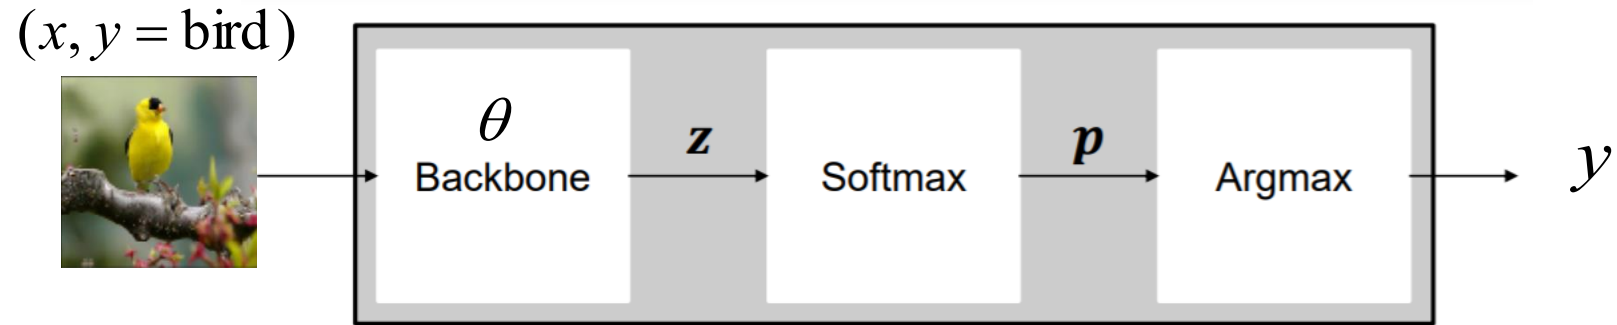 (x, y = bird)
θ
Backbone
z
Softmax
p
Argmax
y